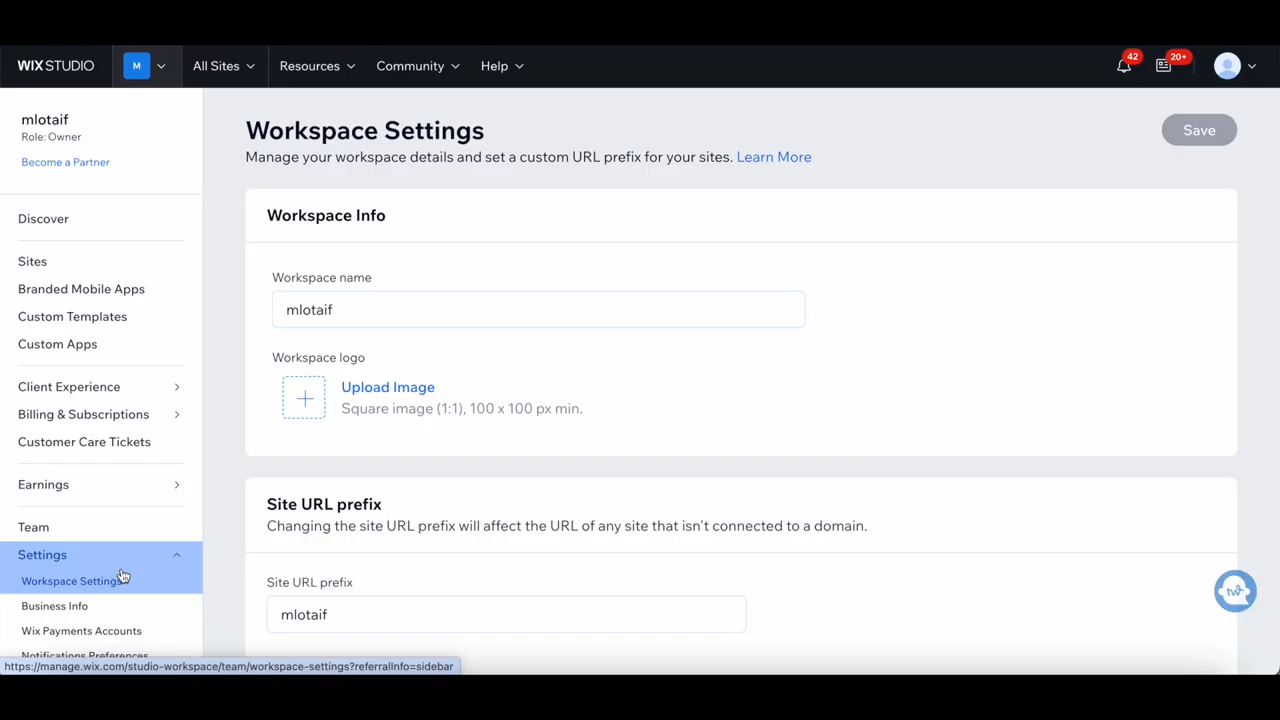 WIX STUDIO
M
All Sites
Resources
Community
Help
42
20+
mlotaif
Role: Owner
Become a Partner
Discover
Sites
Branded Mobile Apps
Custom Templates
Custom Apps
Client Experience
Billing & Subscriptions
Customer Care Tickets
Earnings
Team
Settings
Workspace Settings
Business Info
Wix Payments Accounts
Notifications Preferences
https://manage.wix.com/studio-workspace/team/workspace-settings?referralInfo=sidebar
Workspace Settings
Save
Manage your workspace details and set a custom URL prefix for your sites. Learn More
Workspace Info
Workspace name
mlotaif
Workspace logo
Upload Image
Square image (1:1), 100 x 100 px min.
Site URL prefix
Changing the site URL prefix will affect the URL of any site that isn't connected to a domain.
Site URL prefix
mlotaif
tw